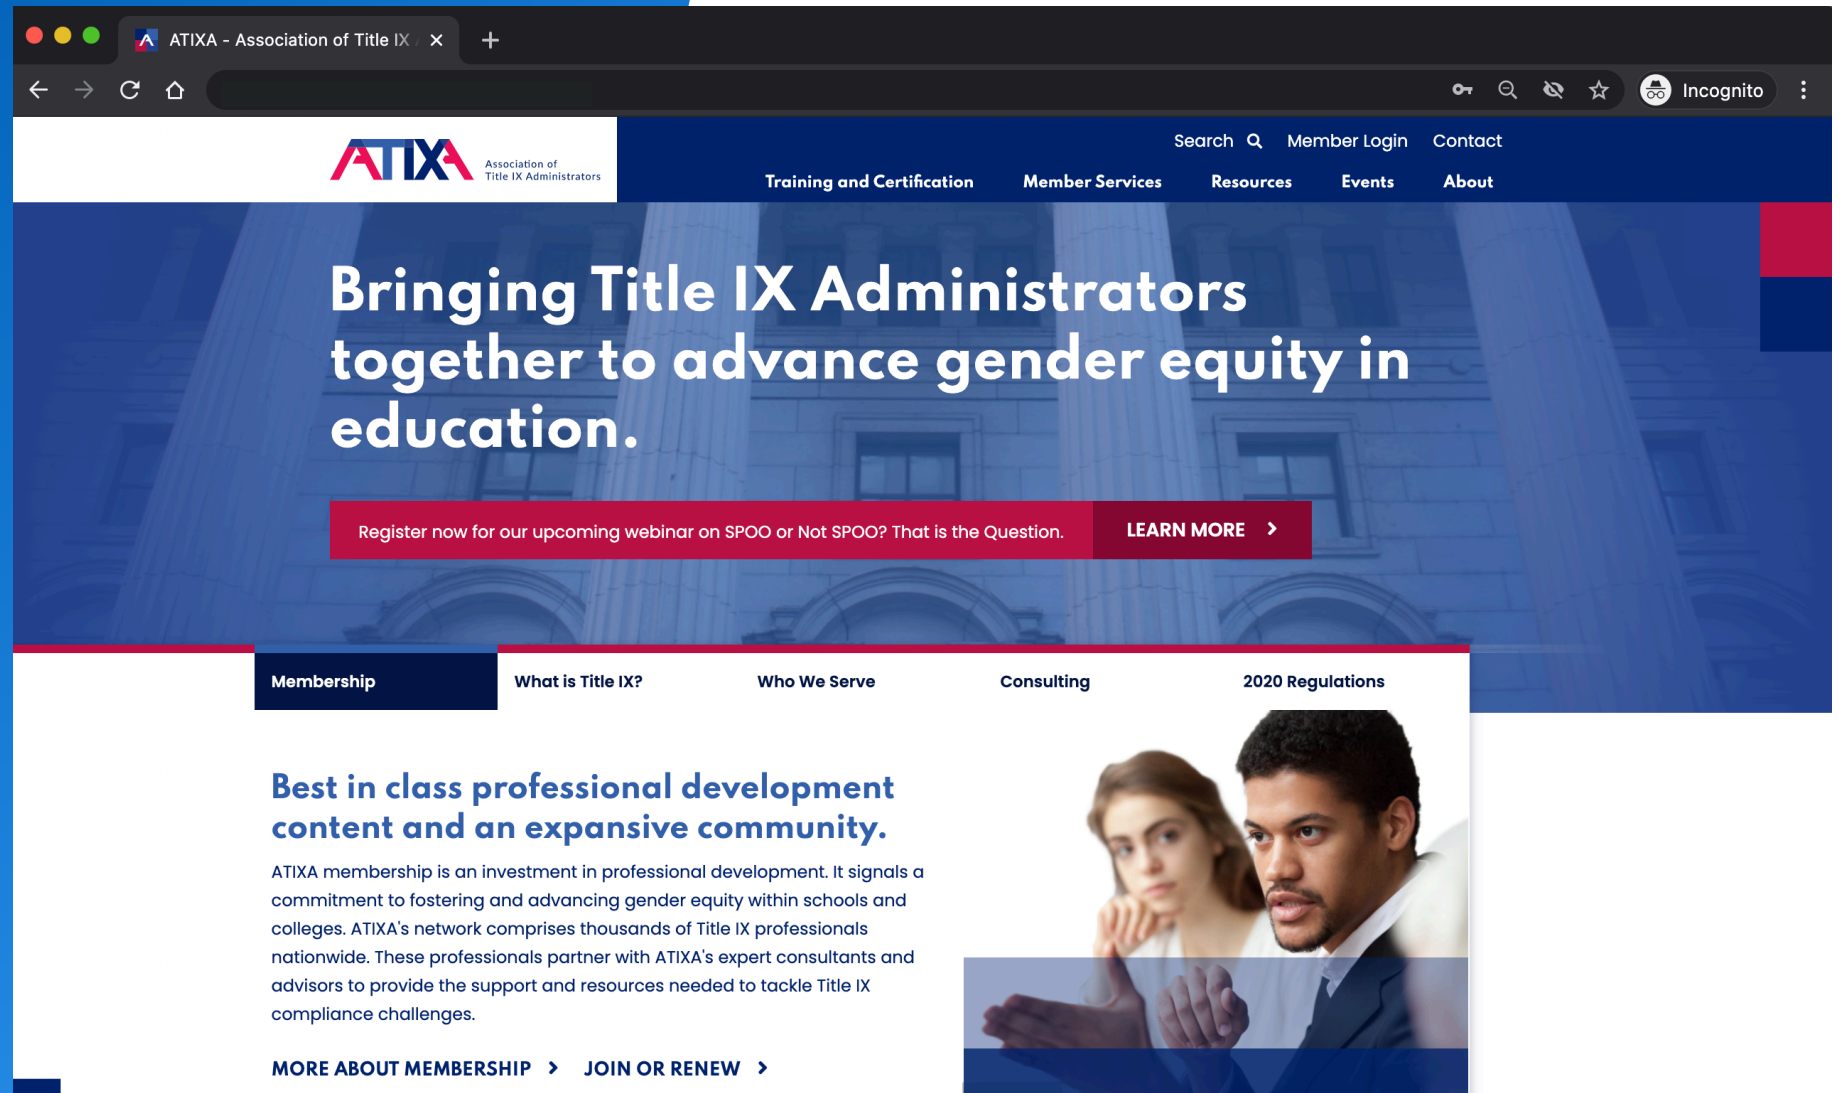 ATIXA - Association of Title IX
Incognito
ATIXA
Association of
Title IX Administrators
Search Member Login Contact
Training and Certification Member Services Resources Events About
Bringing Title IX Administrators
together to advance gender equity in
education.
Register now for our upcoming webinar on SPOO or Not SPOO? That is the Question. LEARN MORE
Membership What is Title IX? Who We Serve Consulting 2020 Regulations
Best in class professional development
content and an expansive community.
ATIXA membership is an investment in professional development. It signals a
commitment to fostering and advancing gender equity within schools and
colleges. ATIXA's network comprises thousands of Title IX professionals
nationwide. These professionals partner with ATIXA's expert consultants and
advisors to provide the support and resources needed to tackle Title IX
compliance challenges.
MORE ABOUT MEMBERSHIP JOIN OR RENEW